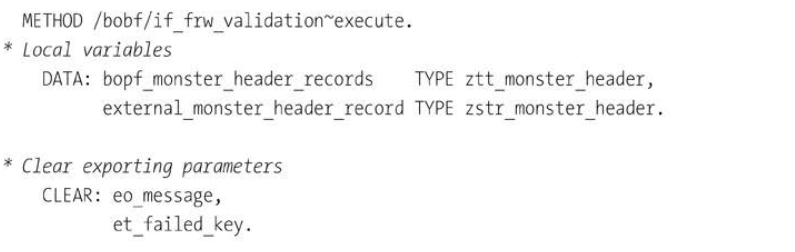 METHOD /bobf/if_frw_validation~execute.
* Local variables
DATA: bopf_monster_header_records TYPE ztt_monster_header,
external_monster_header_record TYPE zstr_monster_header.
* Clear exporting parameters
CLEAR: eo_message,
et_failed_key.